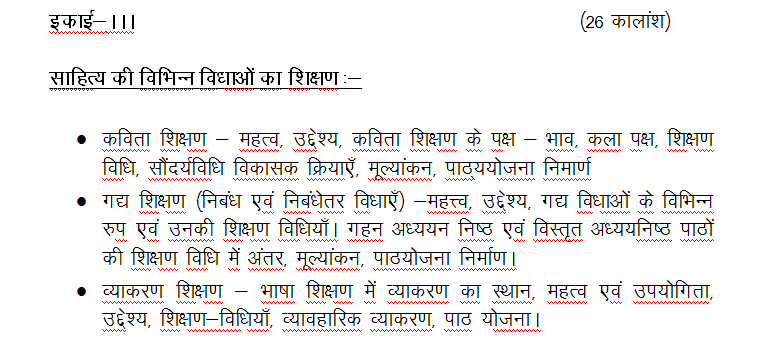 इकाई–।।। (26 कालांश)
साहित्य की विभिन्न विधाओं का शिक्षण :–
• कविता शिक्षण – महत्व, उद्देश्य, कविता शिक्षण के पक्ष – भाव, कला पक्ष, शिक्षण
विधि, सौंदर्यविधि विकासक क्रियाएँ, मूल्यांकन, पाठ्ययोजना निमार्ण
• गद्य शिक्षण (निबंध एवं निबंधेतर विधाएँ) –महत्त्व, उद्देश्य, गद्य विधाओं के विभिन्न
रुप एवं उनकी शिक्षण विधियाँ। गहन अध्ययन निष्ठ एवं विस्तृत अध्ययनिष्ठ पाठों
की शिक्षण विधि में अंतर, मूल्यांकन, पाठयोजना निर्माण।
• व्याकरण शिक्षण – भाषा शिक्षण में व्याकरण का स्थान, महत्व एवं उपयोगिता,
उद्देश्य, शिक्षण–विधियाँ, व्यावहारिक व्याकरण, पाठ योजना।